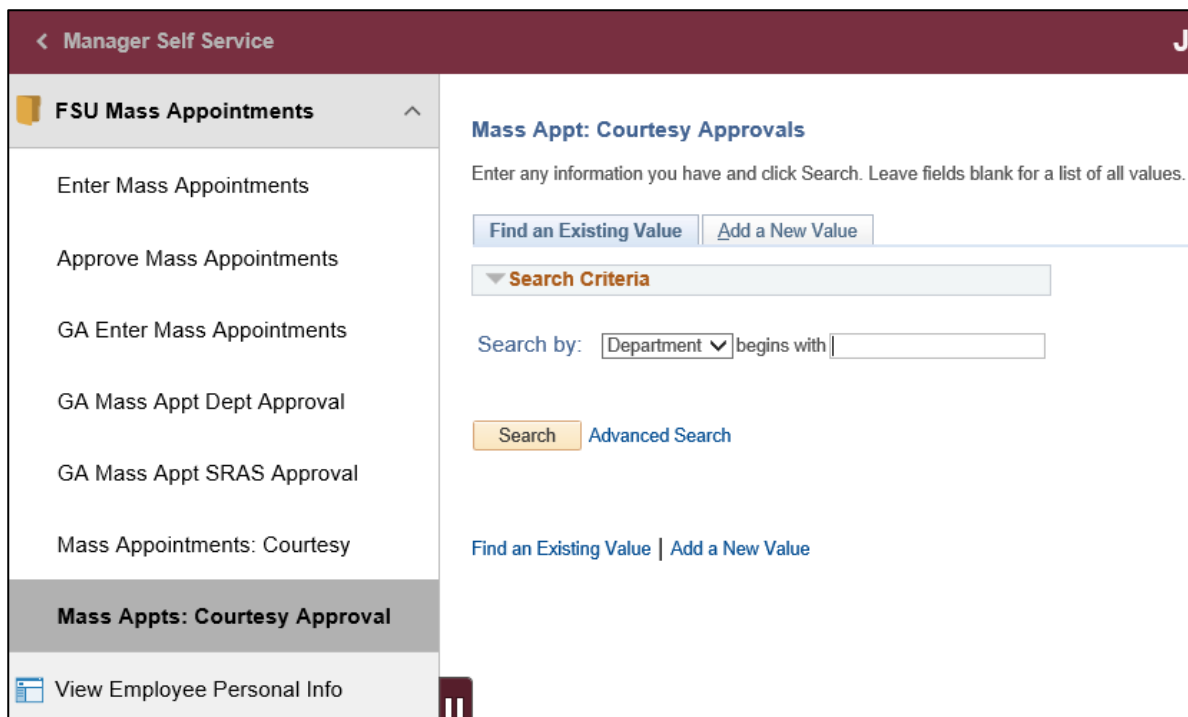 Manager Self Service
J
FSU Mass Appointments
Enter Mass Appointments
Approve Mass Appointments
GA Enter Mass Appointments
GA Mass Appt Dept Approval
GA Mass Appt SRAS Approval
Mass Appointments: Courtesy
Mass Appts: Courtesy Approval
View Employee Personal Info
Mass Appt: Courtesy Approvals
Enter any information you have and click Search. Leave fields blank for a list of all values.
Find an Existing Value Add a New Value
Search Criteria
Search by: Department begins with
Search Advanced Search
Find an Existing Value | Add a New Value